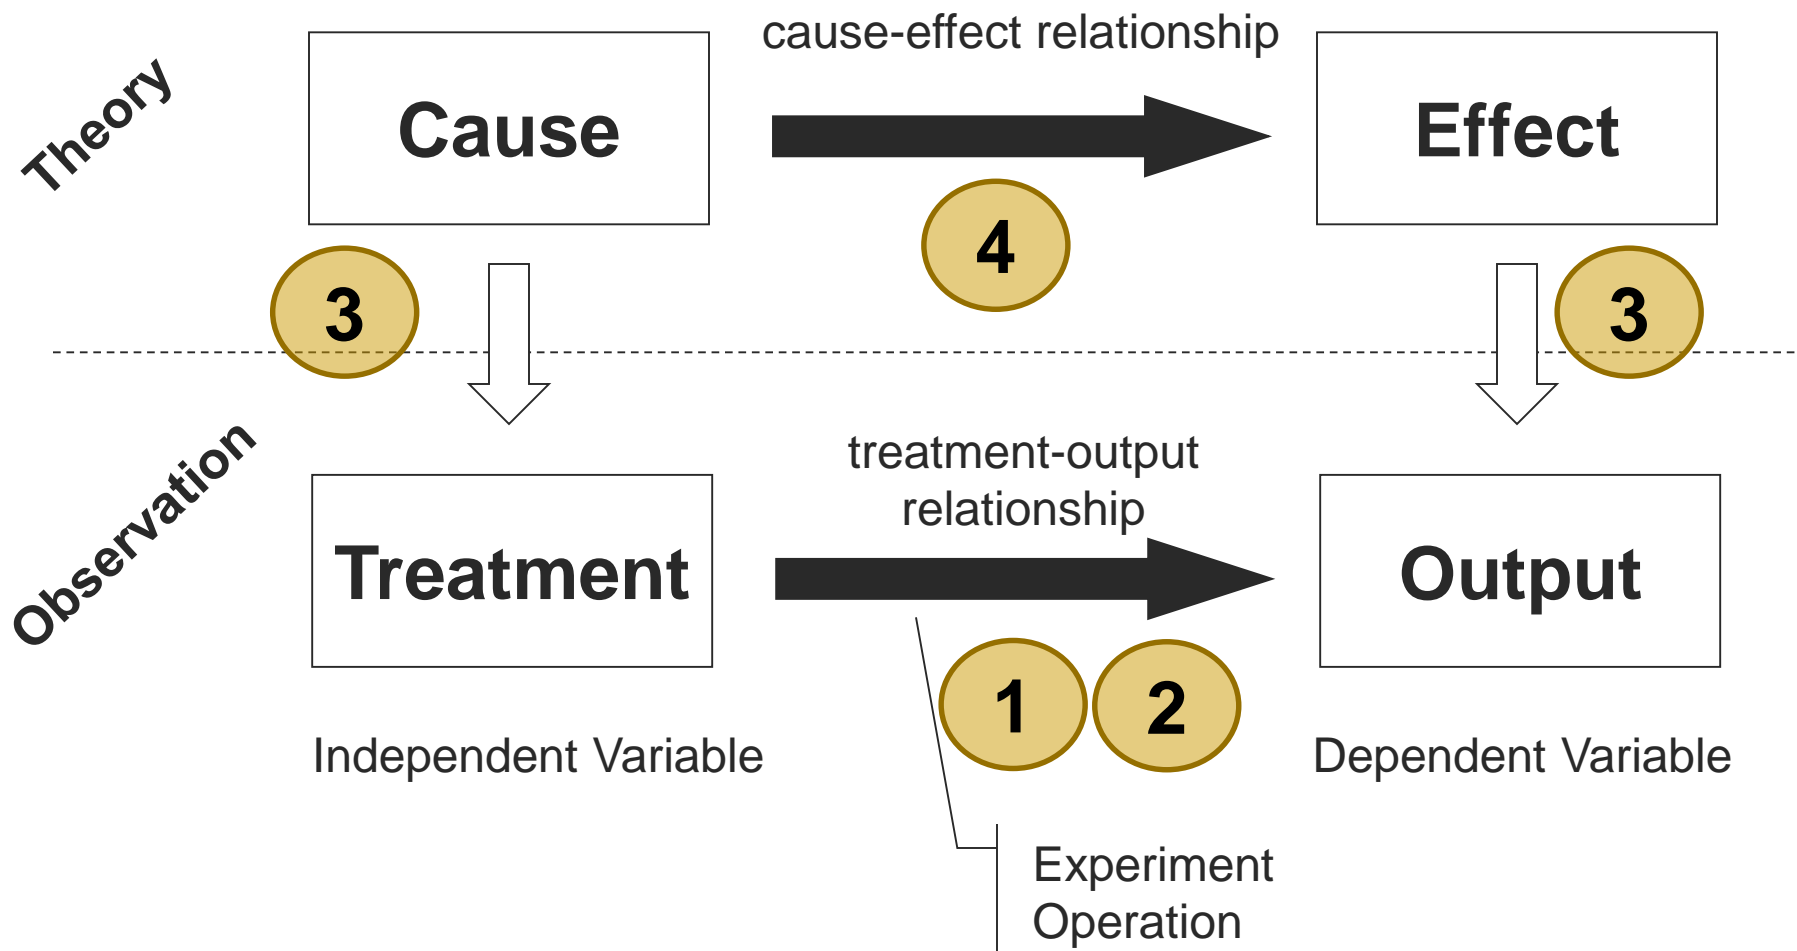 cause-effect relationship
Theory
Cause
Effect
4
3
3
Observation
treatment-output
relationship
Treatment
Output
1
2
Independent Variable
Dependent Variable
Experiment
Operation